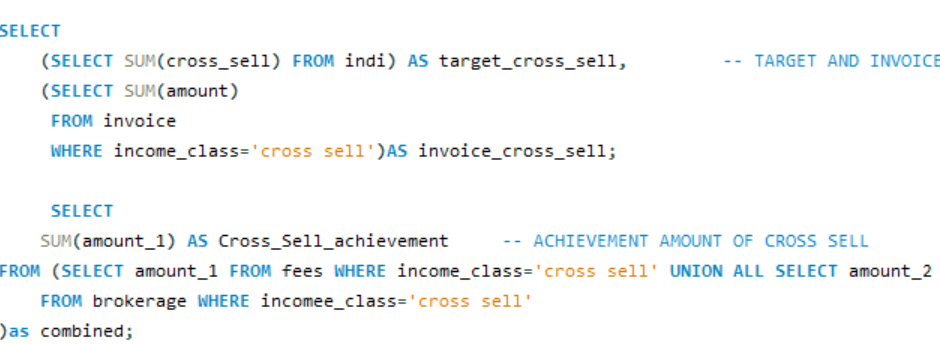 SELECT
(SELECT SUM(cross_sell) FROM indi) AS target_cross_sell, -- TARGET AND INVOICE
(SELECT SUM(amount)
FROM invoice
WHERE income_class='cross sell')AS invoice_cross_sell;
SELECT
SUM(amount_1) AS Cross_Sell_achievement -- ACHIEVEMENT AMOUNT OF CROSS SELL
FROM (SELECT amount_1 FROM fees WHERE income_class='cross sell' UNION ALL SELECT amount_2
FROM brokerage WHERE incomee_class='cross sell'
)as combined;